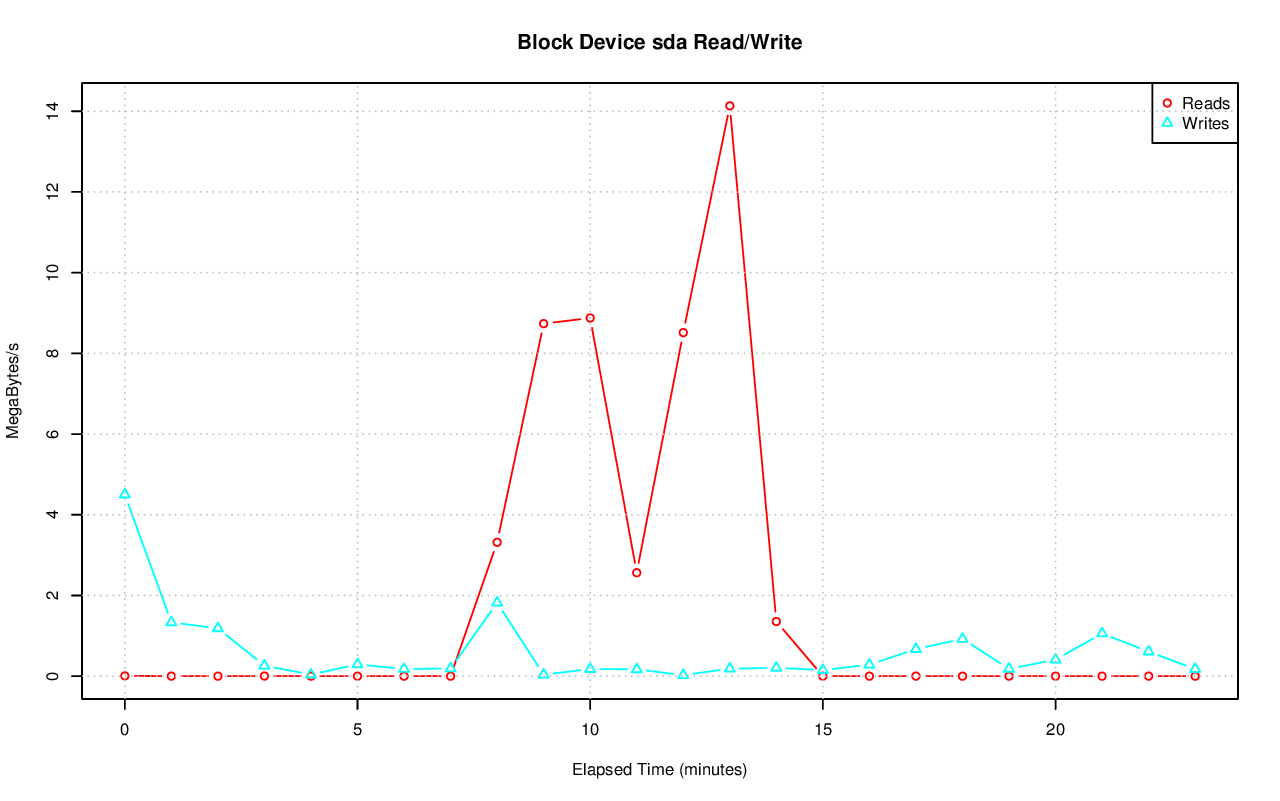 Block Device sda Read/Write
Reads
Writes
MegaBytes/s
14
12
10
8
6
4
2
0
0 5 10 15 20
Elapsed Time (minutes)